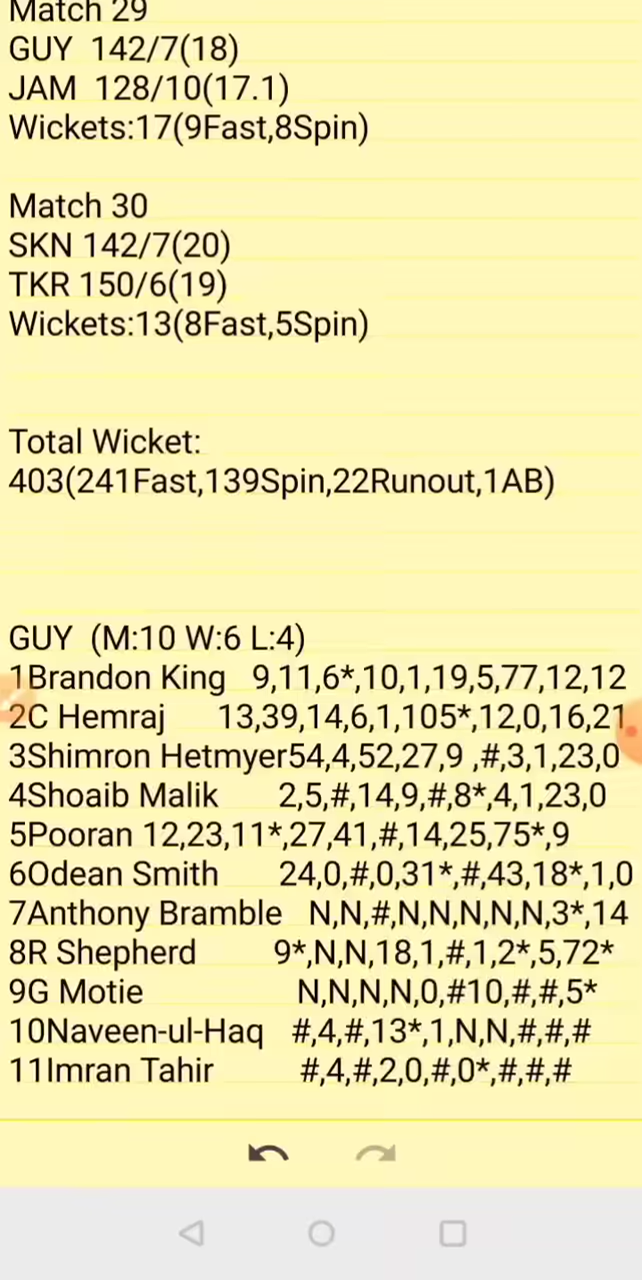 Match 29
GUY 142/7(18)
JAM 128/10(17.1)
Wickets:17(9Fast,8Spin)
Match 30
SKN 142/7(20)
TKR 150/6(19)
Wickets:13(8Fast,5Spin)
Total Wicket:
403(241Fast,139Spin,22Runout,1AB)
GUY (M:10 W:6 L:4)
1Brandon King 9,11,6*,10,1,19,5,77,12,12
2C Hemraj 13,39,14,6,1,105*,12,0,16,21
3Shimron Hetmyer54,4,52,27,9 ,#,3,1,23,0
4Shoaib Malik 2,5,#,14,9,#,8*,4,1,23,0
5Pooran 12,23,11*,27,41,#,14,25,75*,9
6Odean Smith 24,0,#,0,31*,#,43,18*,1,0
7Anthony Bramble N,N,#,N,N,N,N,N,3*,14
8R Shepherd 9*,N,N,18,1,#,1,2*,5,72*
9G Motie N,N,N,N,0,#10,#,#,5*
10Naveen-ul-Haq #,4,#,13*,1,N,N,#,#,#
11Imran Tahir #,4,#,2,0,#,0*,#,#,#